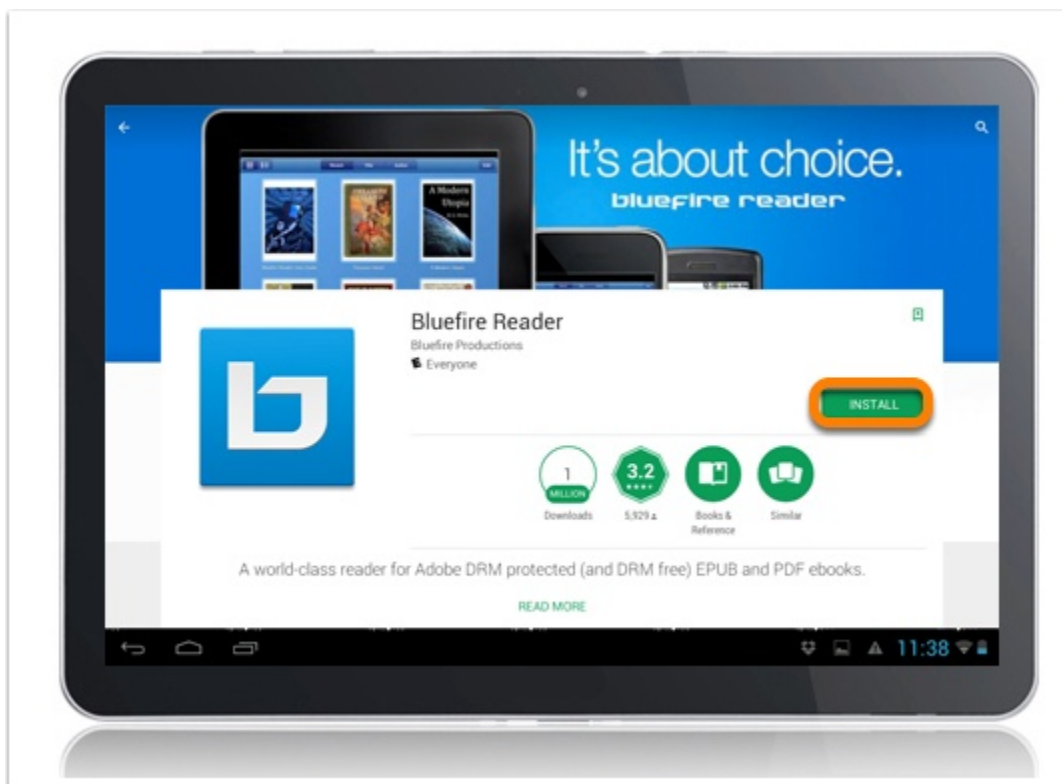 It's about choice.
bluefire reader
A Modern
Utopia
Bluefire Reader
Bluefire Productions
Everyone
INSTALL
1
MILLION
Downloads
3.2
5,929
Books &
Reference
Similar
A world-class reader for Adobe DRM protected (and DRM free) EPUB and PDF ebooks.
READ MORE
11:38